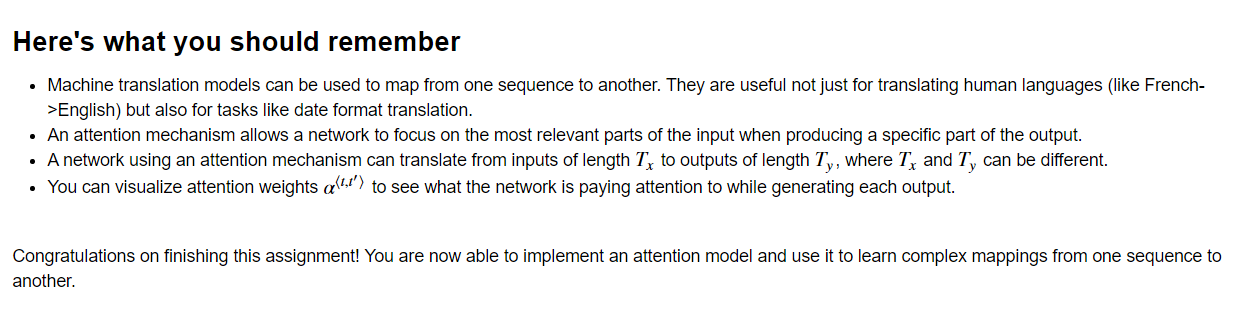 Here's what you should remember
• Machine translation models can be used to map from one sequence to another. They are useful not just for translating human languages (like French-
>English) but also for tasks like date format translation.
• An attention mechanism allows a network to focus on the most relevant parts of the input when producing a specific part of the output.
• A network using an attention mechanism can translate from inputs of length Tₓ to outputs of length T_y, where Tₓ and T_y can be different.
• You can visualize attention weights α^⟨t,t′⟩ to see what the network is paying attention to while generating each output.
Congratulations on finishing this assignment! You are now able to implement an attention model and use it to learn complex mappings from one sequence to
another.